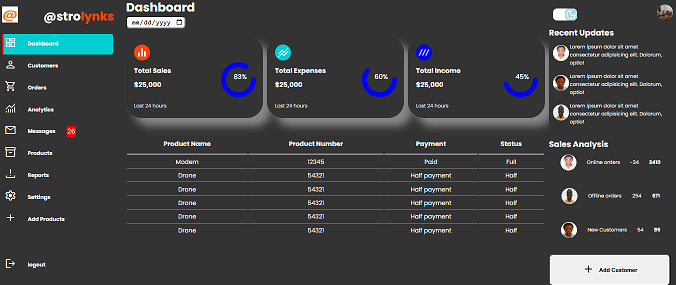 @
@strolynks
Dashboard
Customers
Orders
Analytics
Messages 26
Products
Reports
Settings
Add Products
logout
Dashboard
mm/dd/yyyy
Total Sales
$25,000
83%
Last 24 hours
Total Expenses
$25,000
60%
Last 24 hours
Total Income
$25,000
45%
Last 24 hours
Product Name Product Number Payment Status
Modem 12345 Paid Full
Drone 54321 Half payment Half
Drone 54321 Half payment Half
Drone 54321 Half payment Half
Drone 54321 Half payment Half
Drone 54321 Half payment Half
Recent Updates
Lorem ipsum dolor sit amet
consectetur adipisicing elit. Dolorum,
optio!
Lorem ipsum dolor sit amet
consectetur adipisicing elit. Dolorum,
optio!
Lorem ipsum dolor sit amet
consectetur adipisicing elit. Dolorum,
optio!
Sales Analysis
Online orders -34 3410
Offline orders 254 671
New Customers 54 89
Add Customer